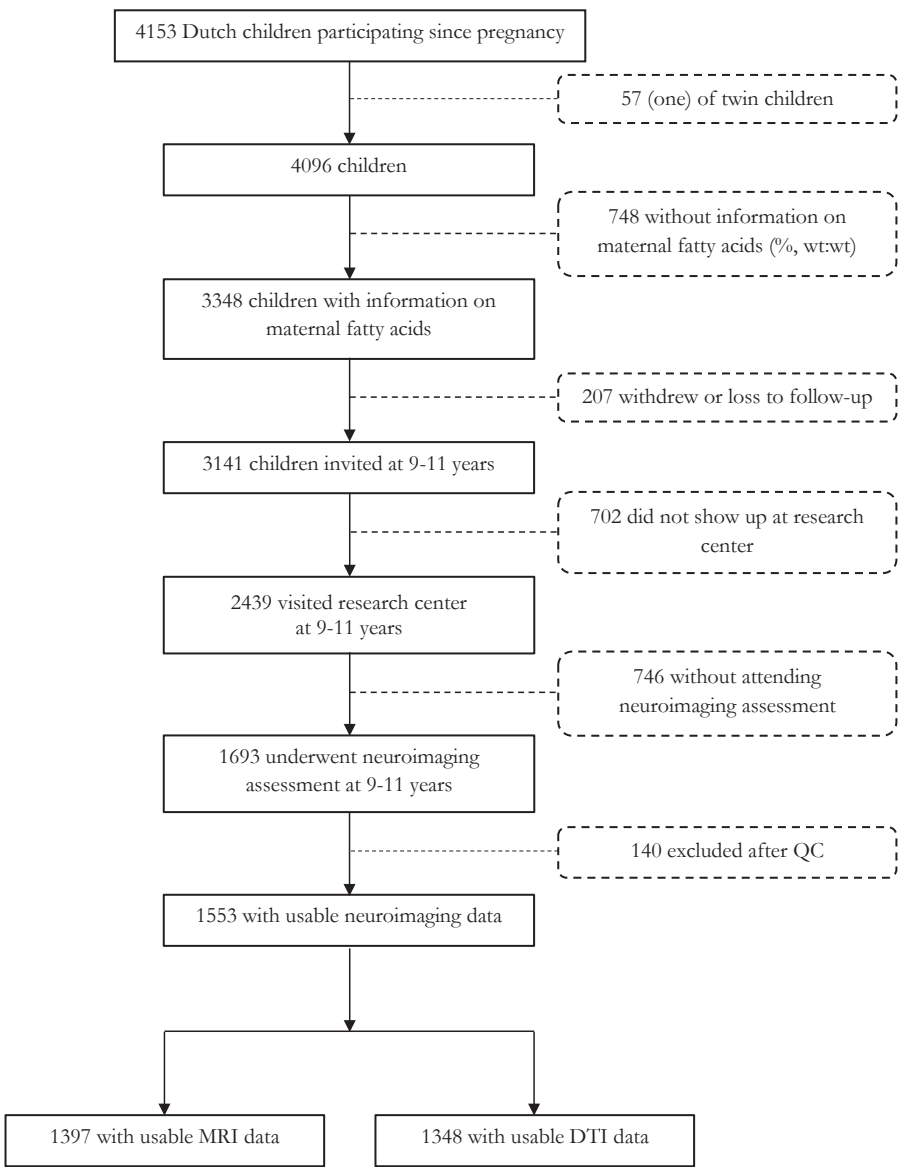 4153 Dutch children participating since pregnancy
57 (one) of twin children
4096 children
748 without information on
maternal fatty acids (%, wt:wt)
3348 children with information on
maternal fatty acids
207 withdrew or loss to follow-up
3141 children invited at 9-11 years
702 did not show up at research
center
2439 visited research center
at 9-11 years
746 without attending
neuroimaging assessment
1693 underwent neuroimaging
assessment at 9-11 years
140 excluded after QC
1553 with usable neuroimaging data
1397 with usable MRI data
1348 with usable DTI data